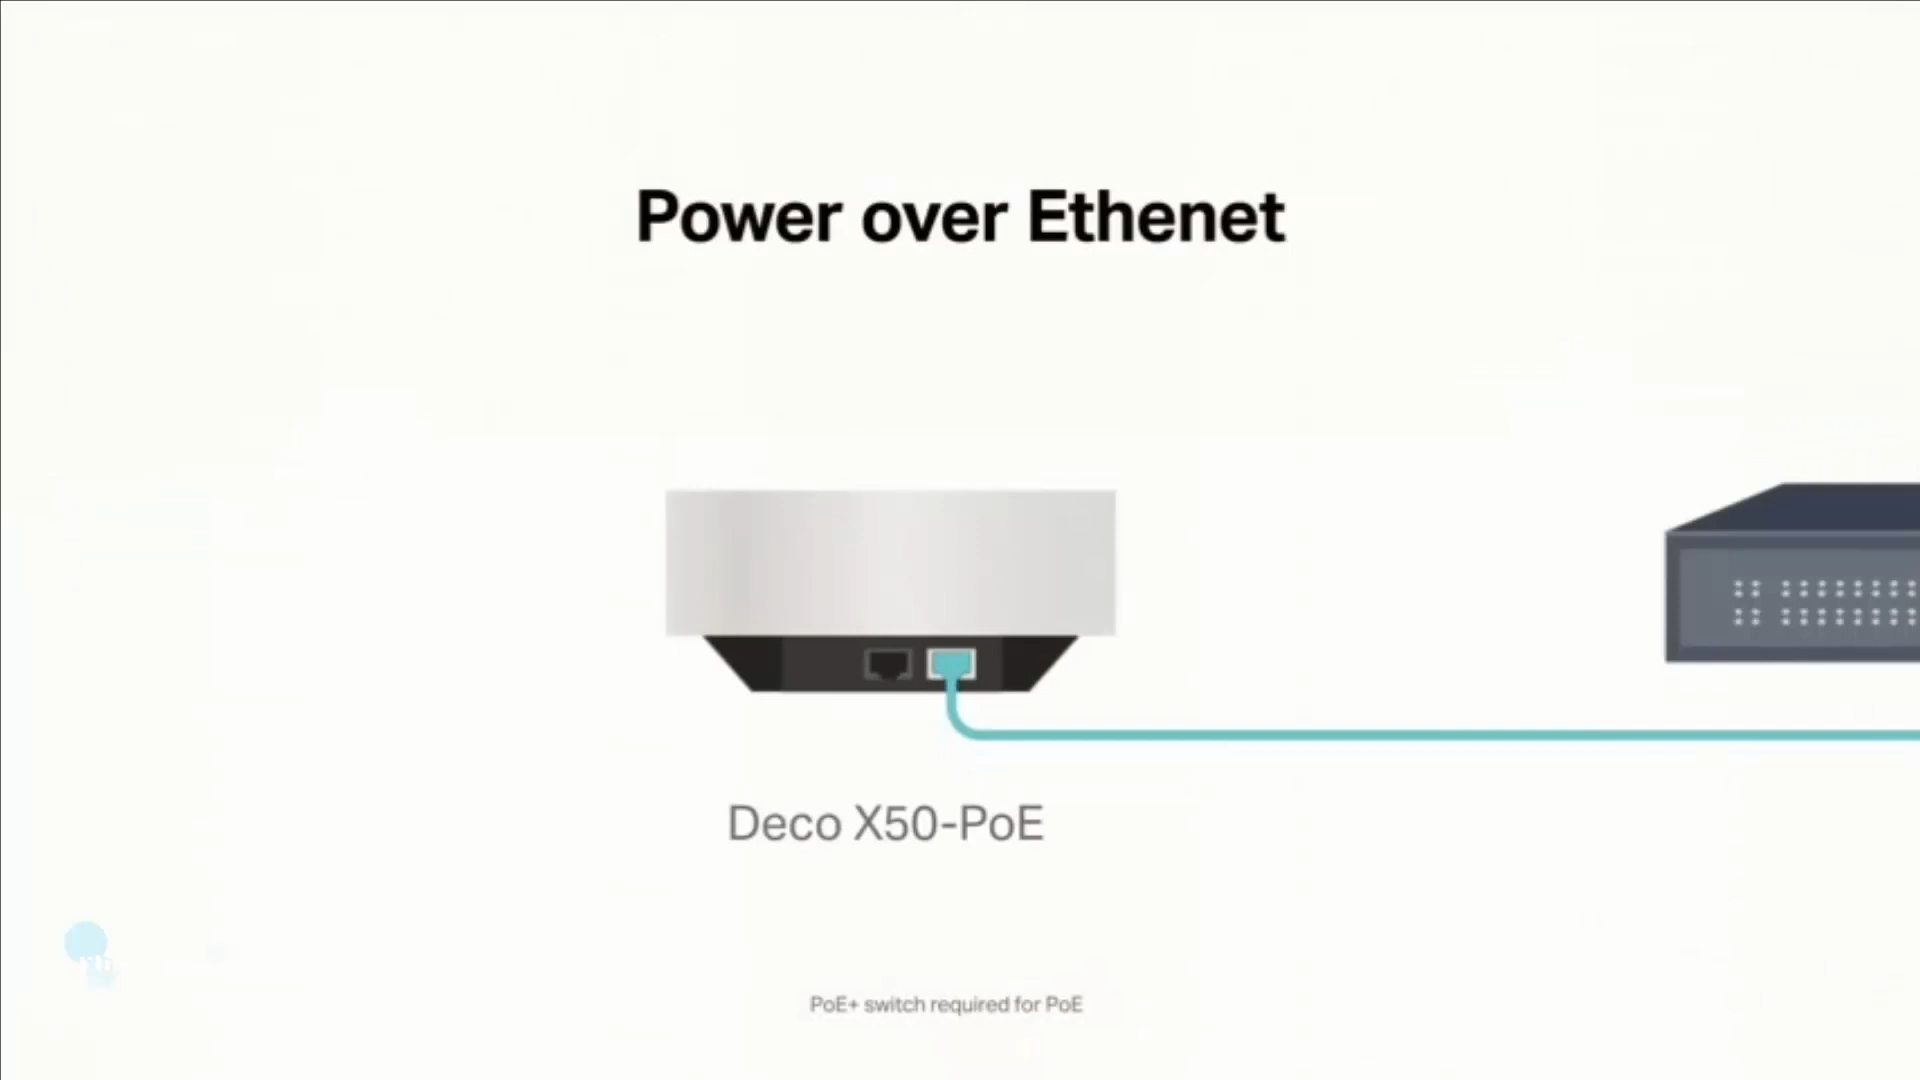 Power over Ethenet
Deco X50-PoE
PoE+ switch required for PoE